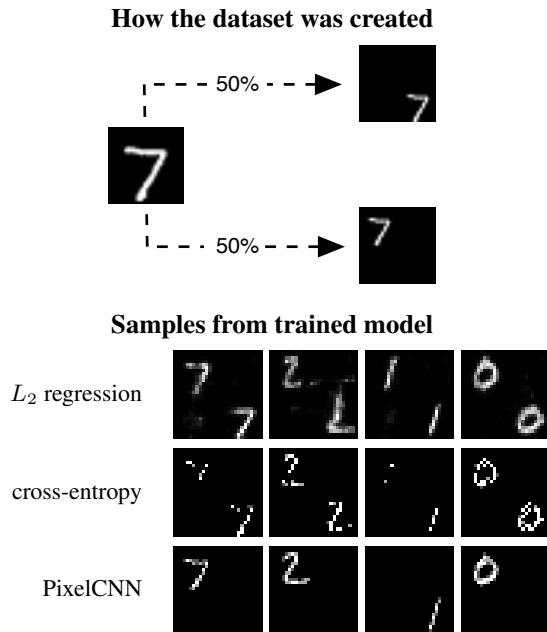 How the dataset was created
50%
50%
Samples from trained model
L₂ regression
cross-entropy
PixelCNN